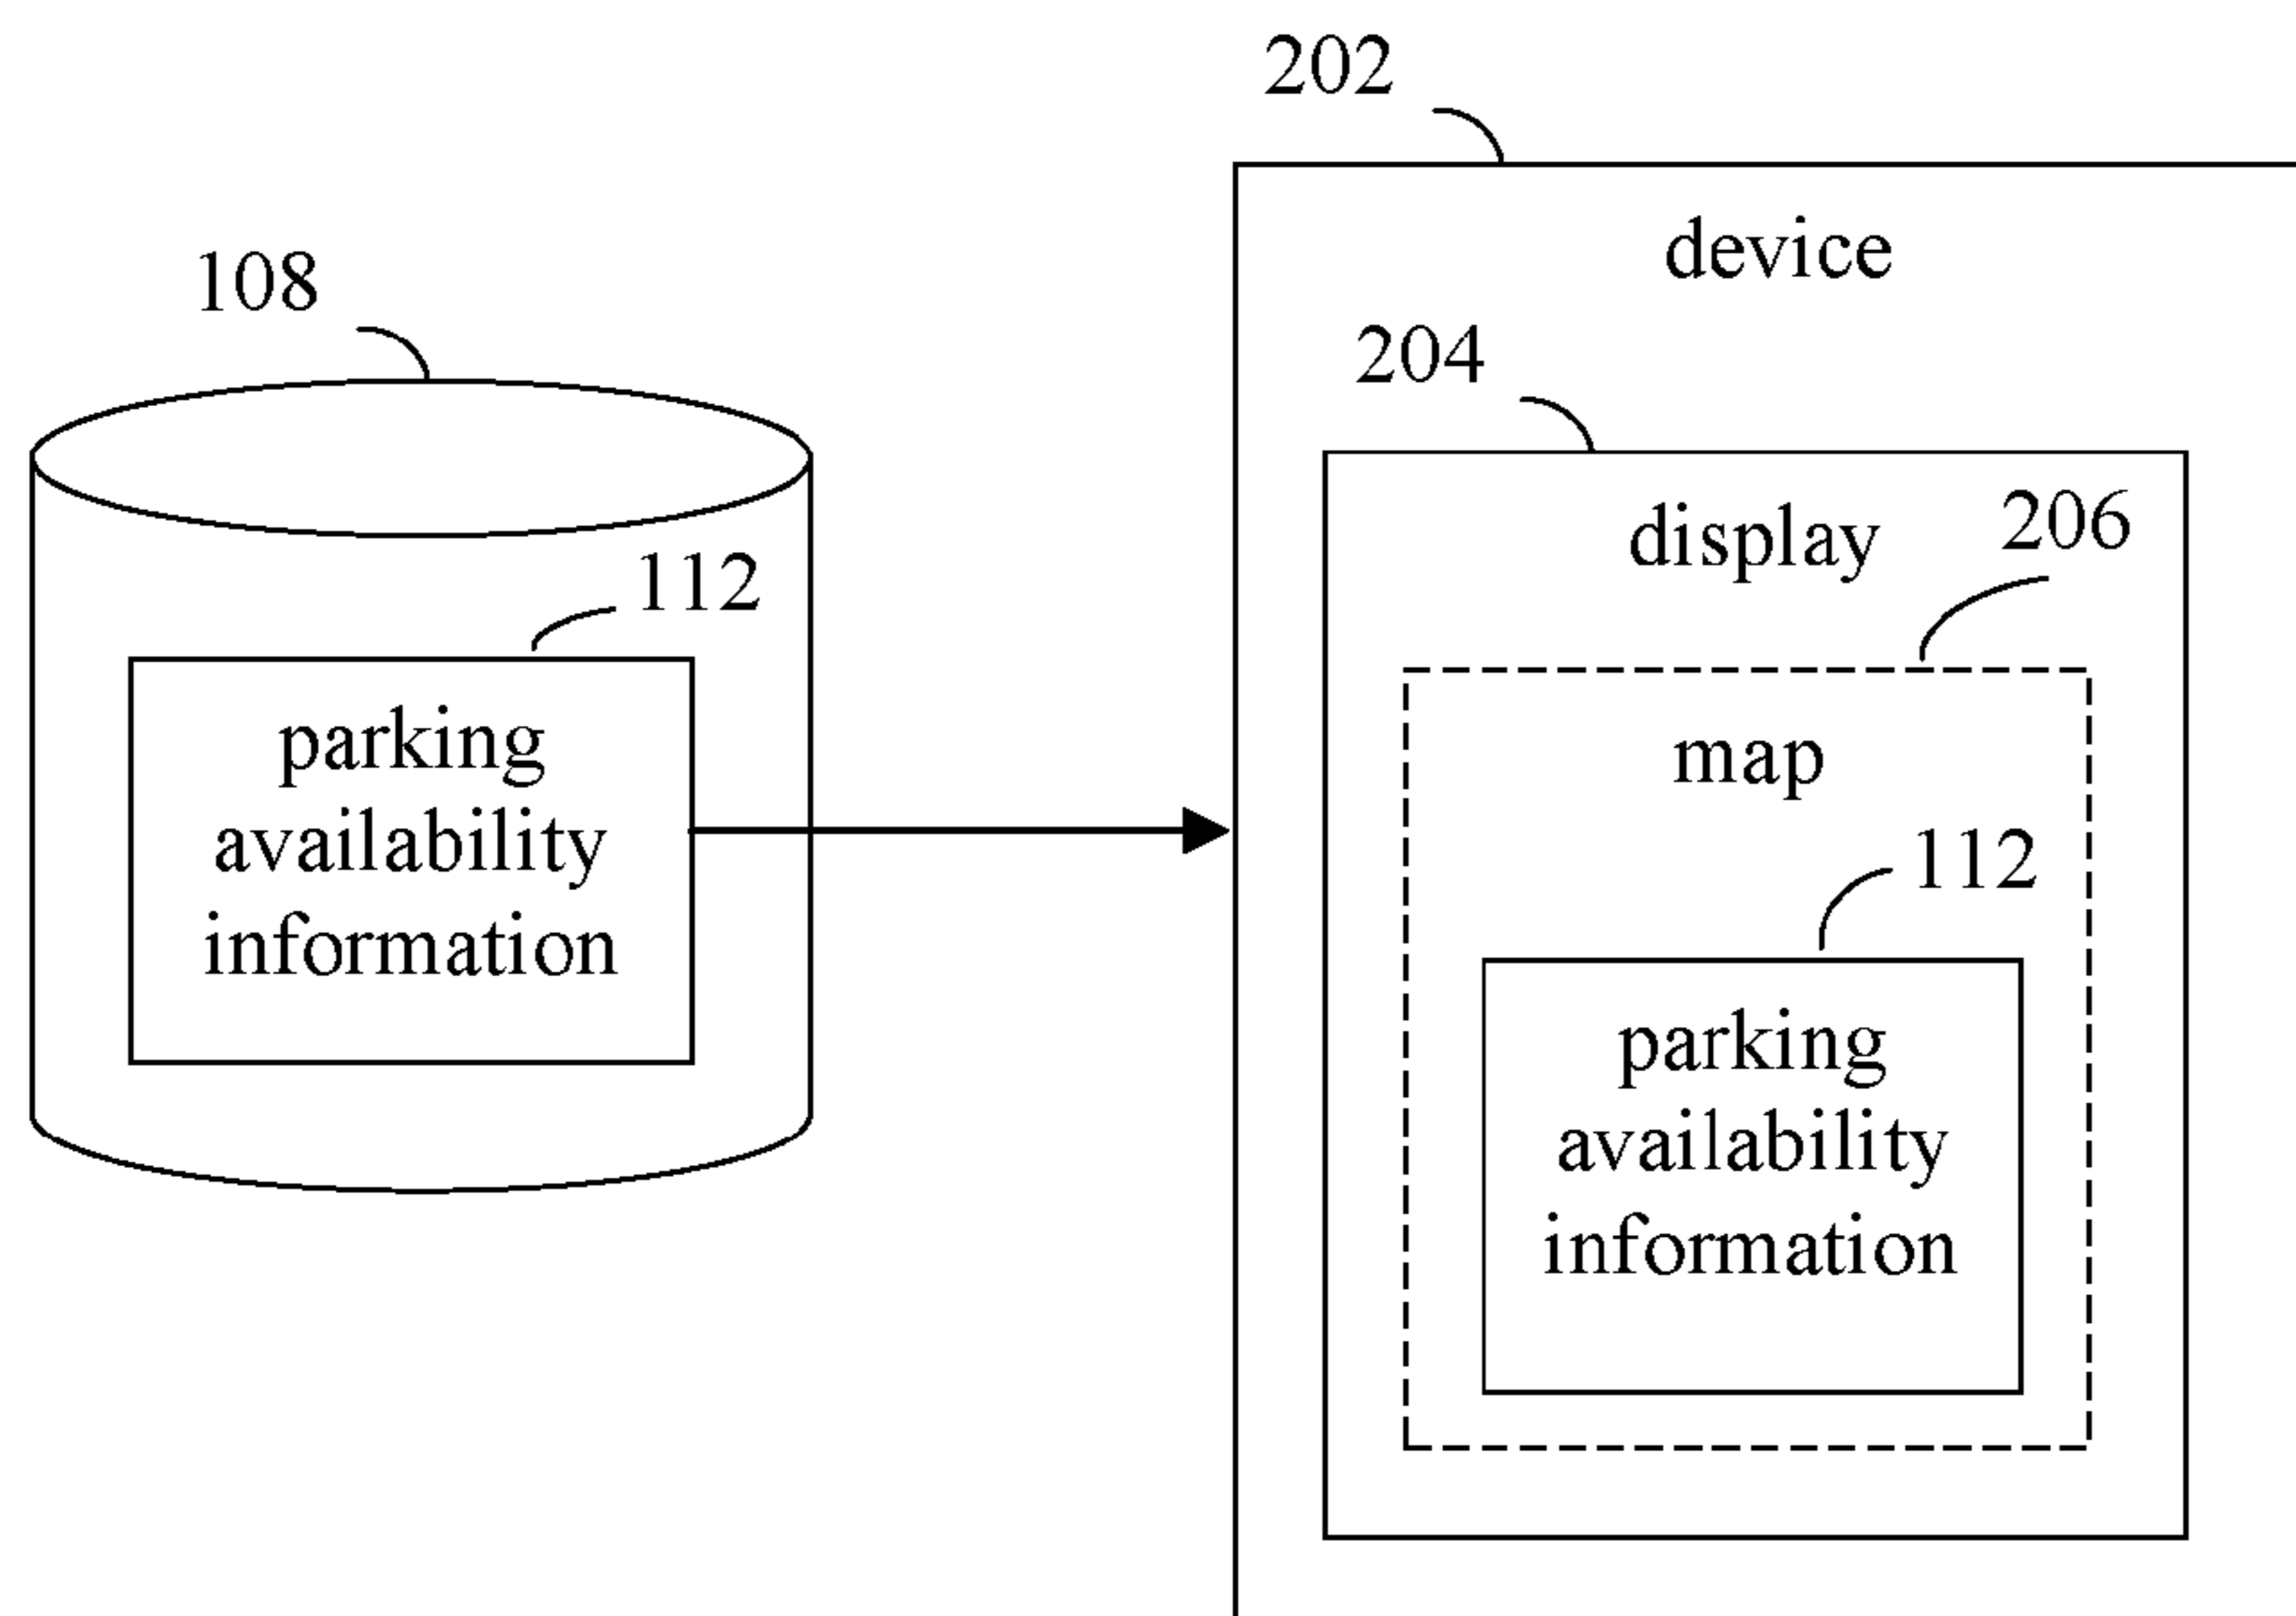 202
device
108
204
display
206
112
parking
availability
information
map
112
parking
availability
information